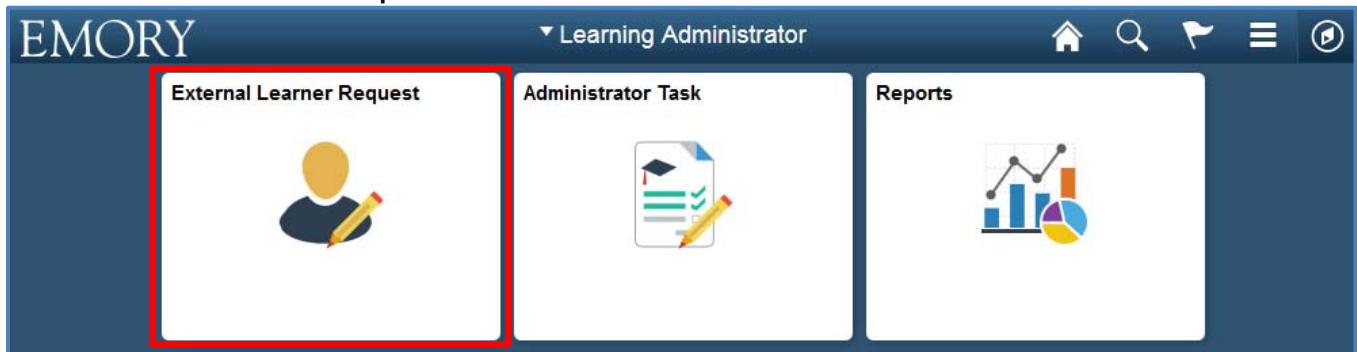 EMORY
Learning Administrator
External Learner Request
Administrator Task
Reports